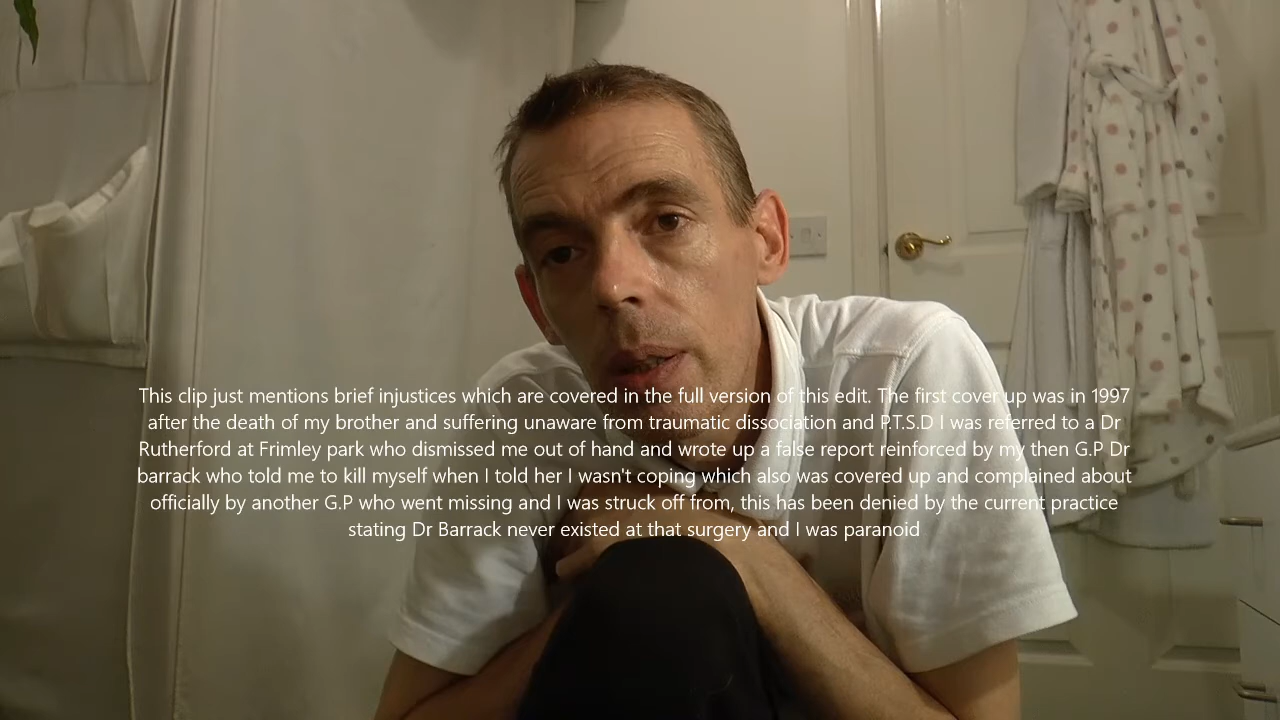 This clip just mentions brief injustices which are covered in the full version of this edit. The first cover up was in 1997
after the death of my brother and suffering unaware from traumatic dissociation and P.T.S.D I was referred to a Dr
Rutherford at Frimley park who dismissed me out of hand and wrote up a false report reinforced by my then G.P Dr
barrack who told me to kill myself when I told her I wasn't coping which also was covered up and complained about
officially by another G.P who went missing and I was struck off from, this has been denied by the current practice
stating Dr Barrack never existed at that surgery and I was paranoid